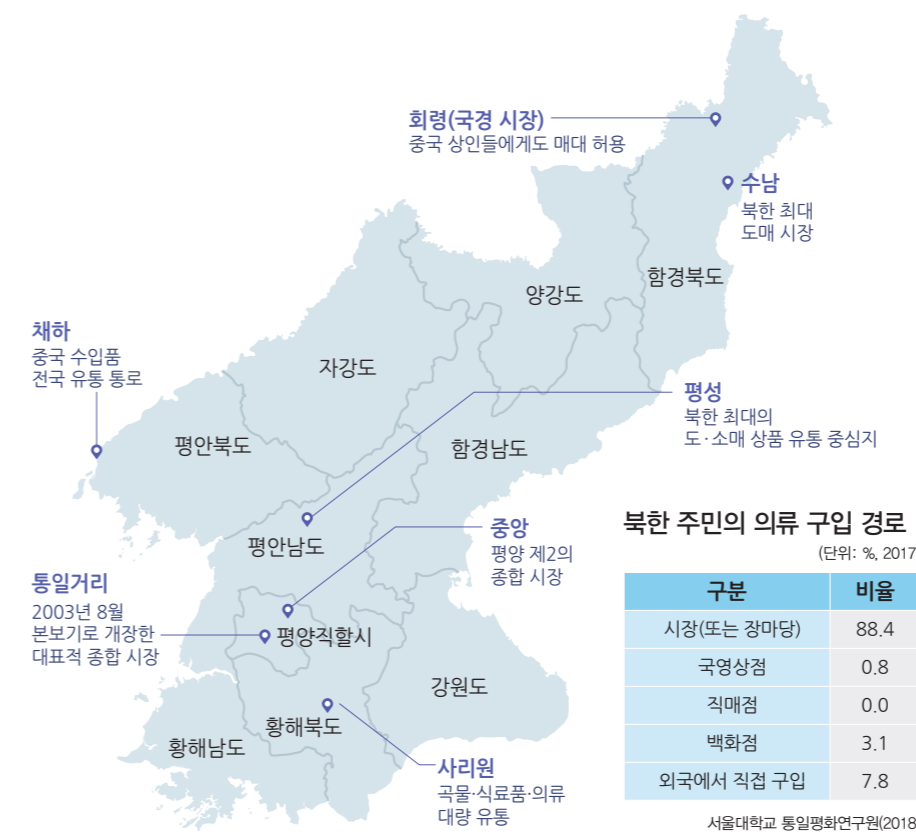 회령(국경 시장)
중국 상인들에게도 매대 허용
수남
북한 최대
도매 시장
함경북도
양강도
채하
중국 수입품
전국 유통 통로
자강도
평성
북한 최대의
도·소매 상품 유통 중심지
평안북도
함경남도
평안남도
중앙
평양 제2의
종합 시장
통일거리
2003년 8월
본보기로 개장한
대표적 종합 시장
평양직할시
강원도
황해북도
황해남도
사리원
곡물·식료품·의류
대량 유통
북한 주민의 의류 구입 경로
(단위: %, 2017
구분 비율
시장(또는 장마당) 88.4
국영상점 0.8
직매점 0.0
백화점 3.1
외국에서 직접 구입 7.8
서울대학교 통일평화연구원(2018